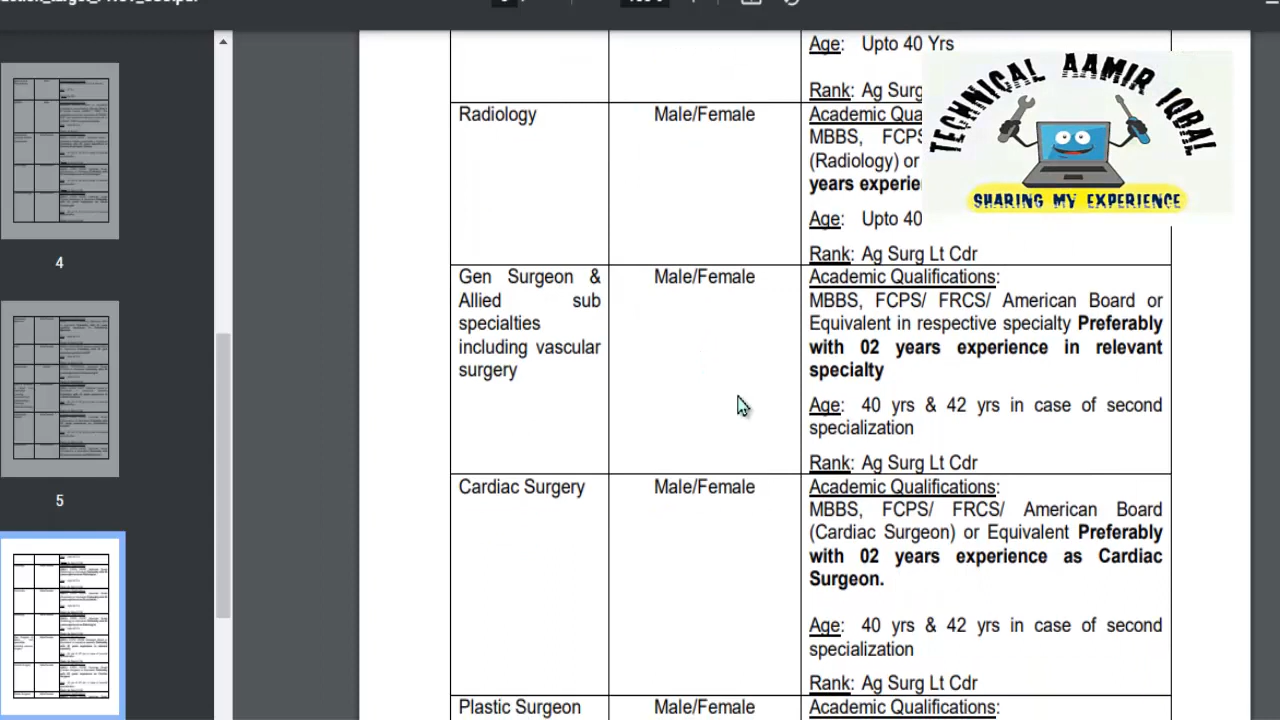 Age: Upto 40 Yrs
Rank: Ag Surg
Radiology
Male/Female
Academic Qua
MBBS, FCPS
(Radiology) or
years experie
Age: Upto 40
Rank: Ag Surg Lt Cdr
Gen Surgeon &
Allied sub
specialties
including vascular
surgery
Male/Female
Academic Qualifications:
MBBS, FCPS/ FRCS/ American Board or
Equivalent in respective specialty Preferably
with 02 years experience in relevant
specialty
Age: 40 yrs & 42 yrs in case of second
specialization
Rank: Ag Surg Lt Cdr
Cardiac Surgery
Male/Female
Academic Qualifications:
MBBS, FCPS/ FRCS/ American Board
(Cardiac Surgeon) or Equivalent Preferably
with 02 years experience as Cardiac
Surgeon.
Age: 40 yrs & 42 yrs in case of second
specialization
Rank: Ag Surg Lt Cdr
Plastic Surgeon
Male/Female
Academic Qualifications:
TECHNICAL AAMIR IQBAL
SHARING MY EXPERIENCE
4
5